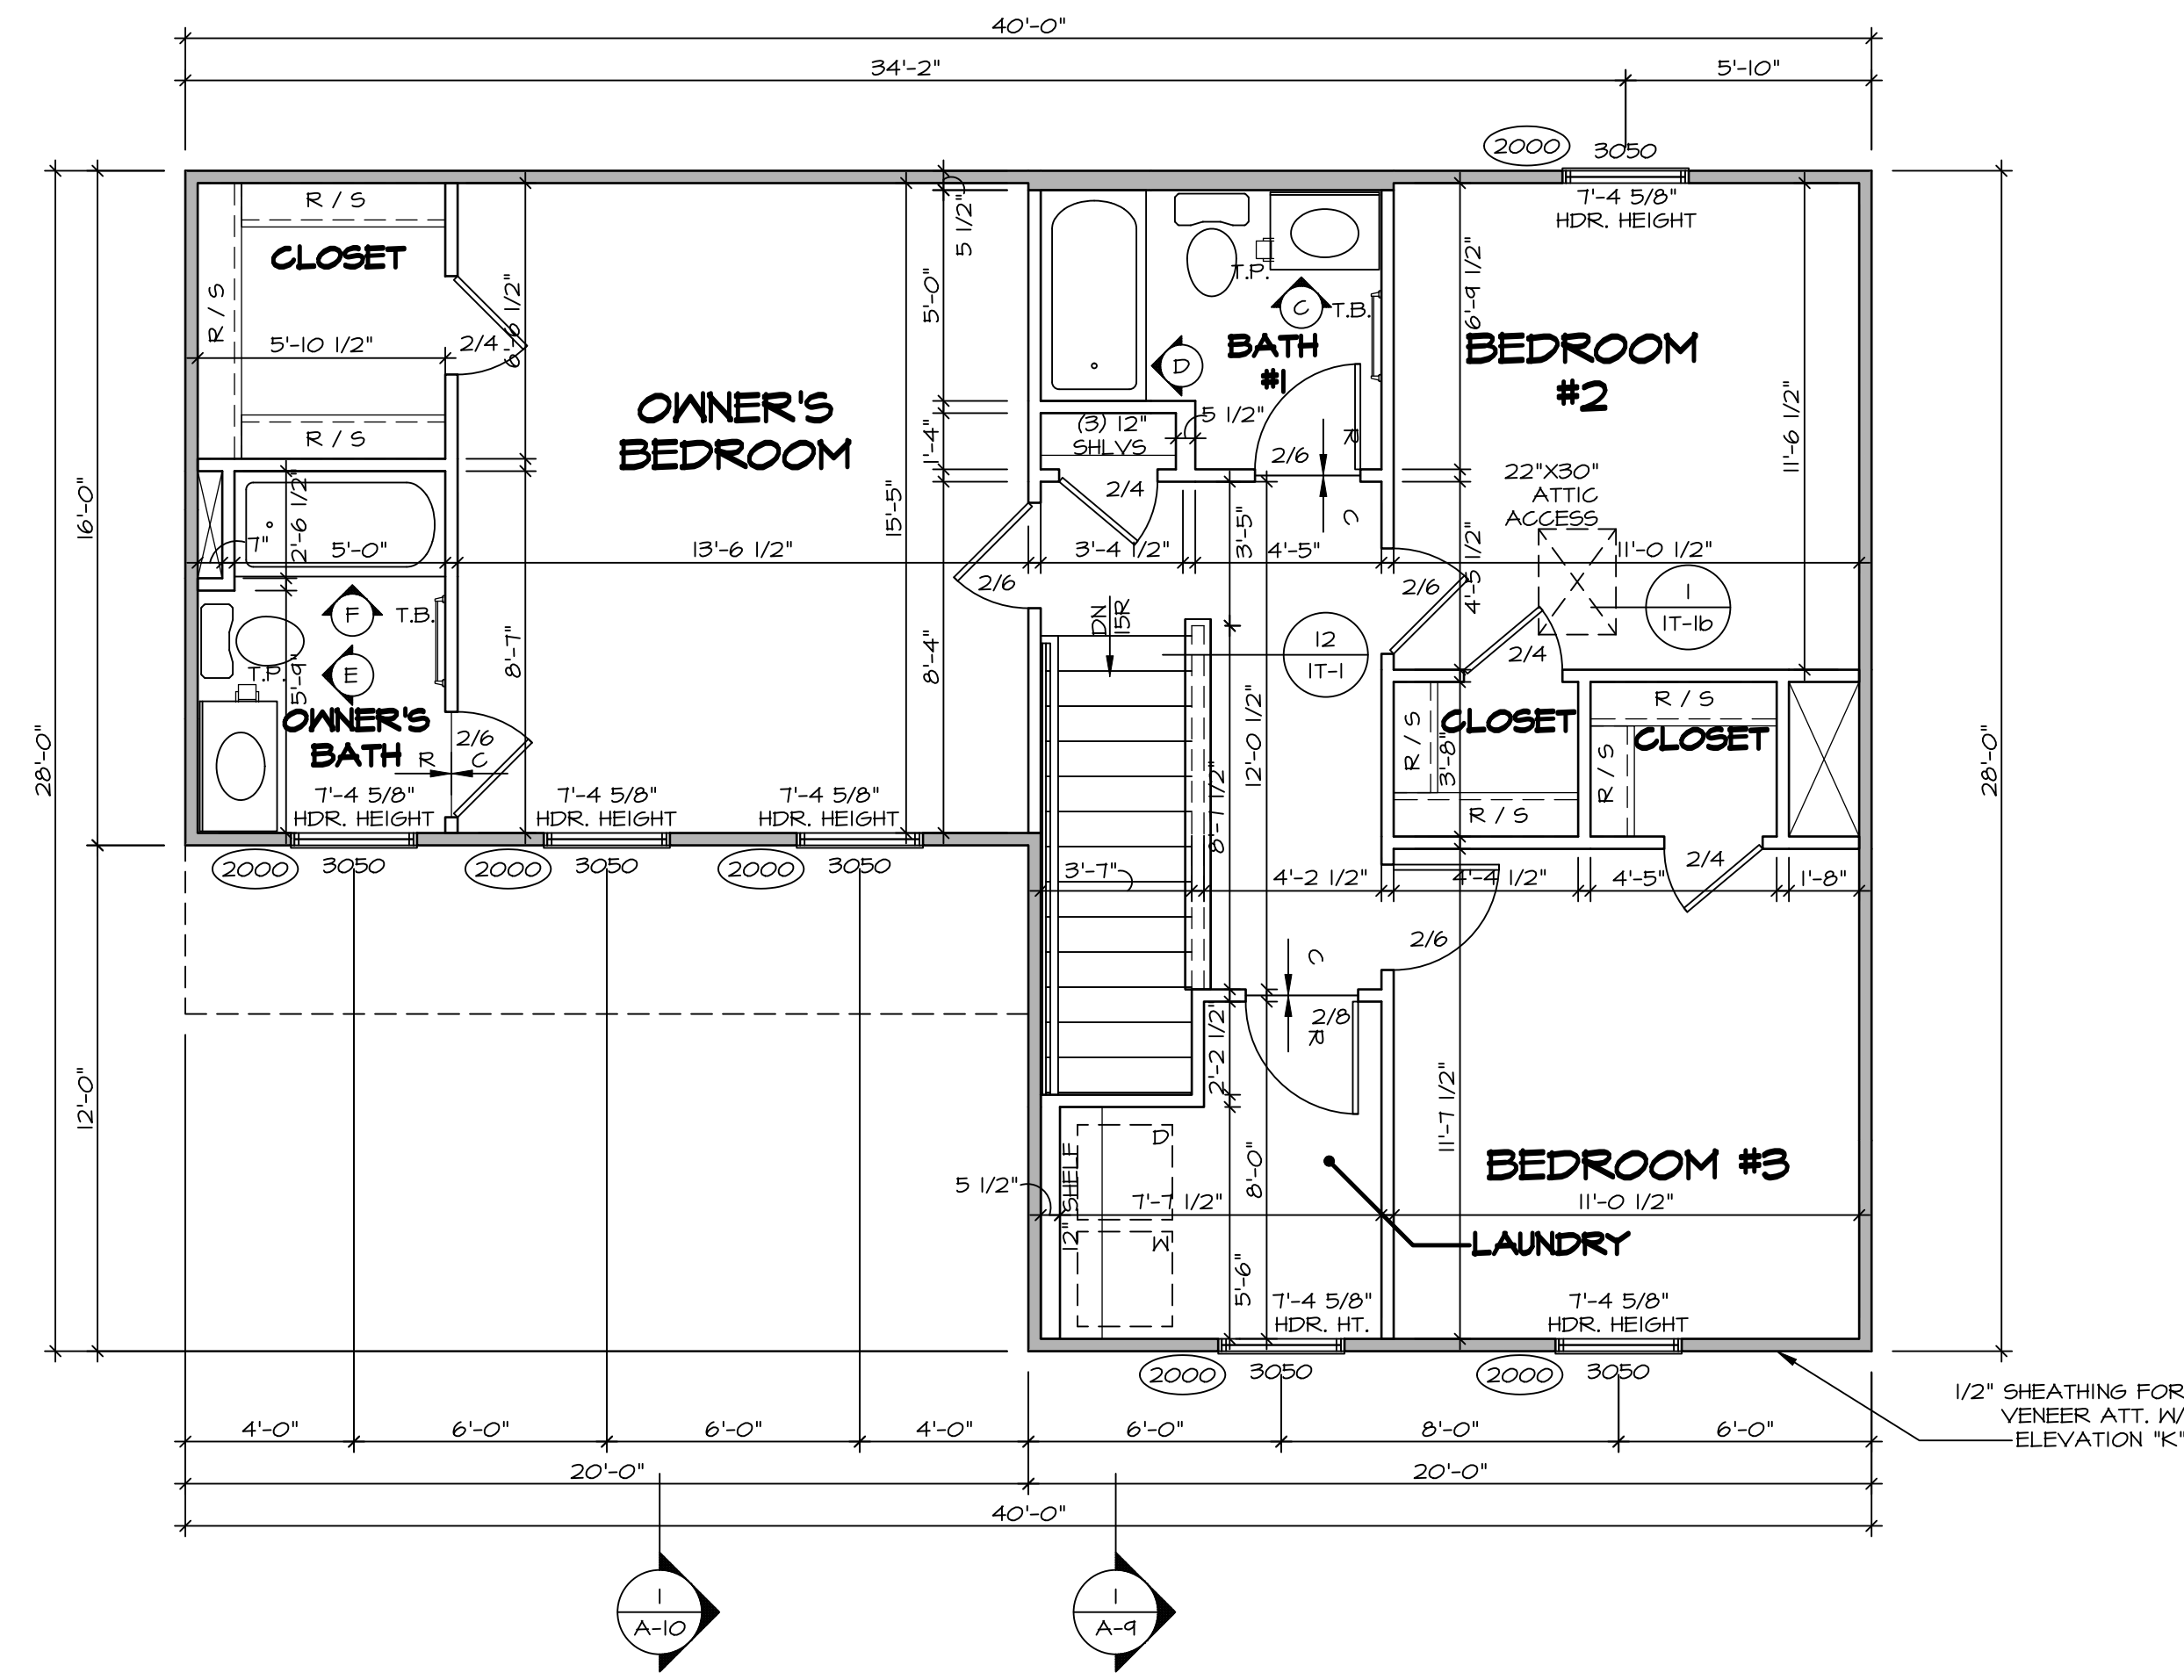 40'-0"
34'-2"
5'-10"
2000
3050
7'-4 5/8"
HDR. HEIGHT
R / S
CLOSET
R / S
5'-10 1/2"
2/4
R / S
5 1/2"
5'-0"
1'-4"
OWNER'S
BEDROOM
15'-5"
8'-4"
8'-7"
T.P.
C
T.B.
D
BATH
#1
(3) 12"
SHLVS
5 1/2"
2/6
R
C
2/4
6'-9 1/2"
BEDROOM
#2
11'-6 1/2"
22"X30"
ATTIC
ACCESS
28'-0"
16'-0"
12'-0"
28'-0"
7"
2'-6 1/2"
5'-0"
13'-6 1/2"
3'-4 1/2"
3'-5"
4'-5"
4'-5 1/2"
11'-0 1/2"
2/6
2/6
2/4
1
1T-1b
12
1T-1
DN
15R
F
T.B.
E
T.P.
5'-9"
OWNER'S
BATH
2/6
R
C
7'-4 5/8"
HDR. HEIGHT
7'-4 5/8"
HDR. HEIGHT
7'-4 5/8"
HDR. HEIGHT
2000
3050
2000
3050
2000
3050
12'-0 1/2"
8'-7 1/2"
R / S
CLOSET
3'-8"
R / S
R / S
R / S
CLOSET
2/4
3'-7"
4'-2 1/2"
4'-4 1/2"
4'-5"
1'-8"
2/6
C
2/8
R
2'-2 1/2"
11'-7 1/2"
BEDROOM #3
D
W
12" SHELF
5 1/2"
7'-7 1/2"
8'-0"
11'-0 1/2"
LAUNDRY
5'-6"
7'-4 5/8"
HDR. HT.
7'-4 5/8"
HDR. HEIGHT
2000
3050
2000
3050
1/2" SHEATHING FOR
VENEER ATT. W/
ELEVATION "K"
4'-0"
6'-0"
6'-0"
4'-0"
6'-0"
8'-0"
6'-0"
20'-0"
20'-0"
40'-0"
1
A-10
1
A-9